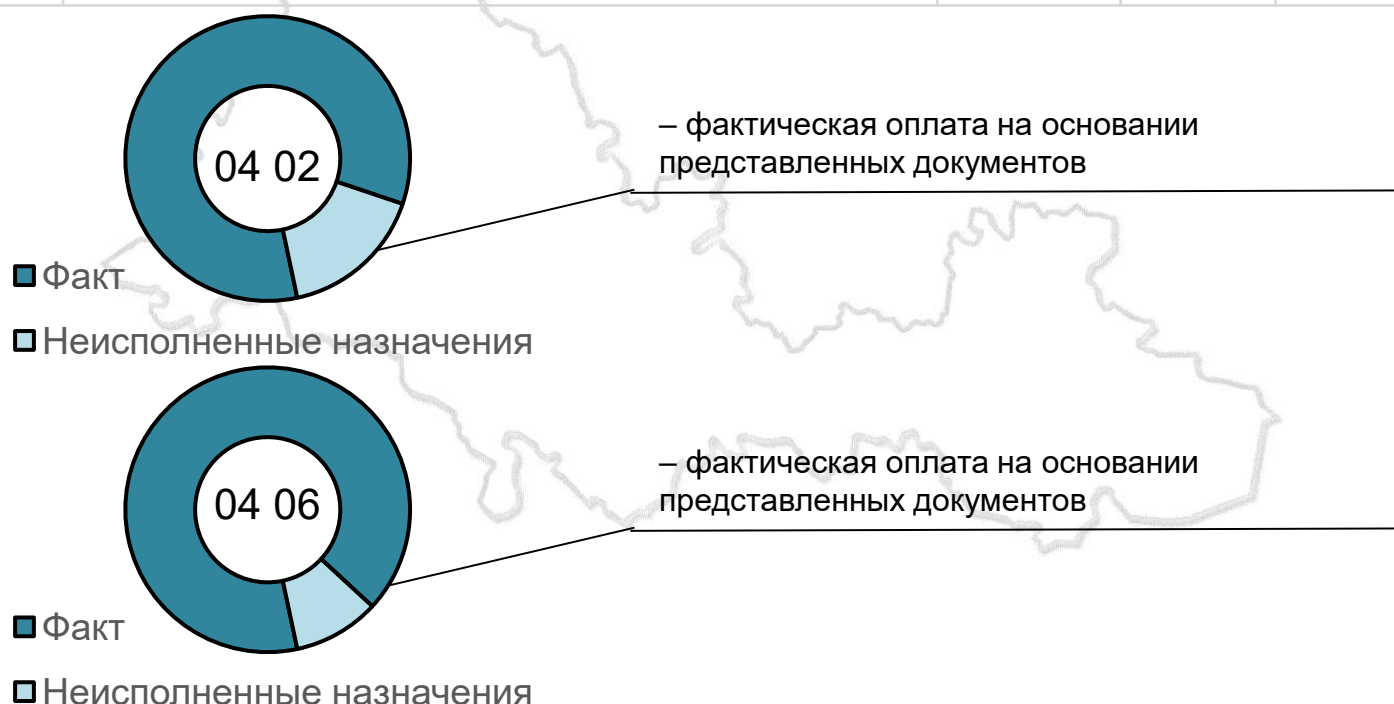 04 02
– фактическая оплата на основании
представленных документов
Факт
Неисполненные назначения
04 06
– фактическая оплата на основании
представленных документов
Факт
Неисполненные назначения